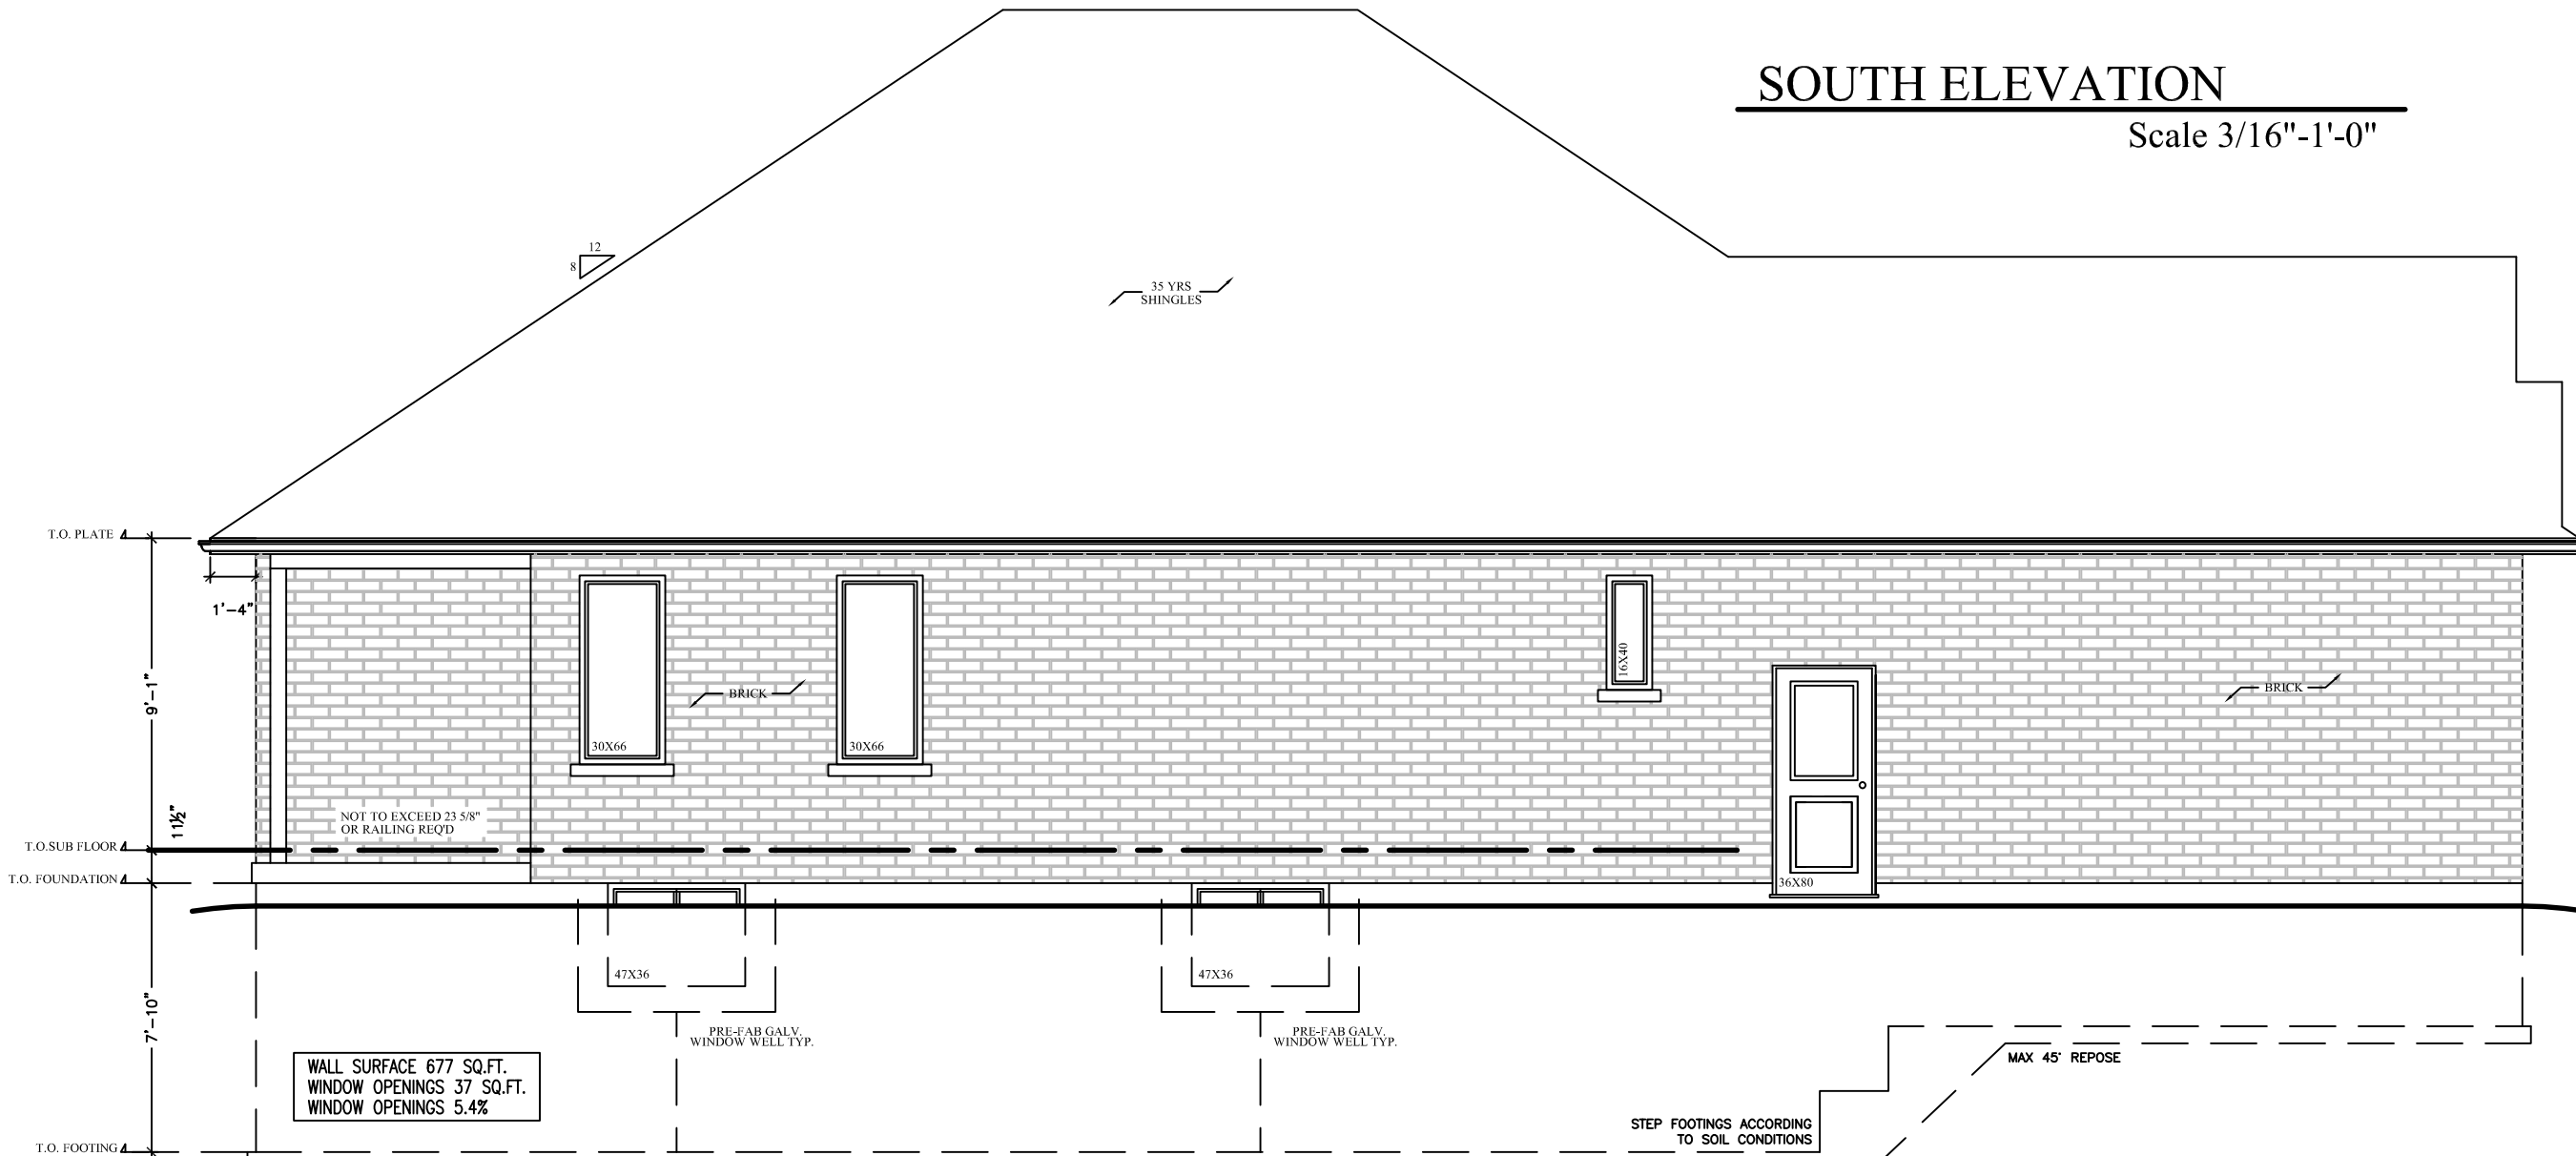 SOUTH ELEVATION
Scale 3/16"-1'-0"
12
8
35 YRS
SHINGLES
T.O. PLATE
1'-4"
9'-1"
16X40
30X66
BRICK
30X66
BRICK
11½"
NOT TO EXCEED 23 5/8"
OR RAILING REQ'D
T.O.SUB FLOOR
T.O. FOUNDATION
36X80
47X36
47X36
7'-10"
PRE-FAB GALV.
WINDOW WELL TYP.
PRE-FAB GALV.
WINDOW WELL TYP.
MAX 45° REPOSE
WALL SURFACE 677 SQ.FT.
WINDOW OPENINGS 37 SQ.FT.
WINDOW OPENINGS 5.4%
STEP FOOTINGS ACCORDING
TO SOIL CONDITIONS
T.O. FOOTING